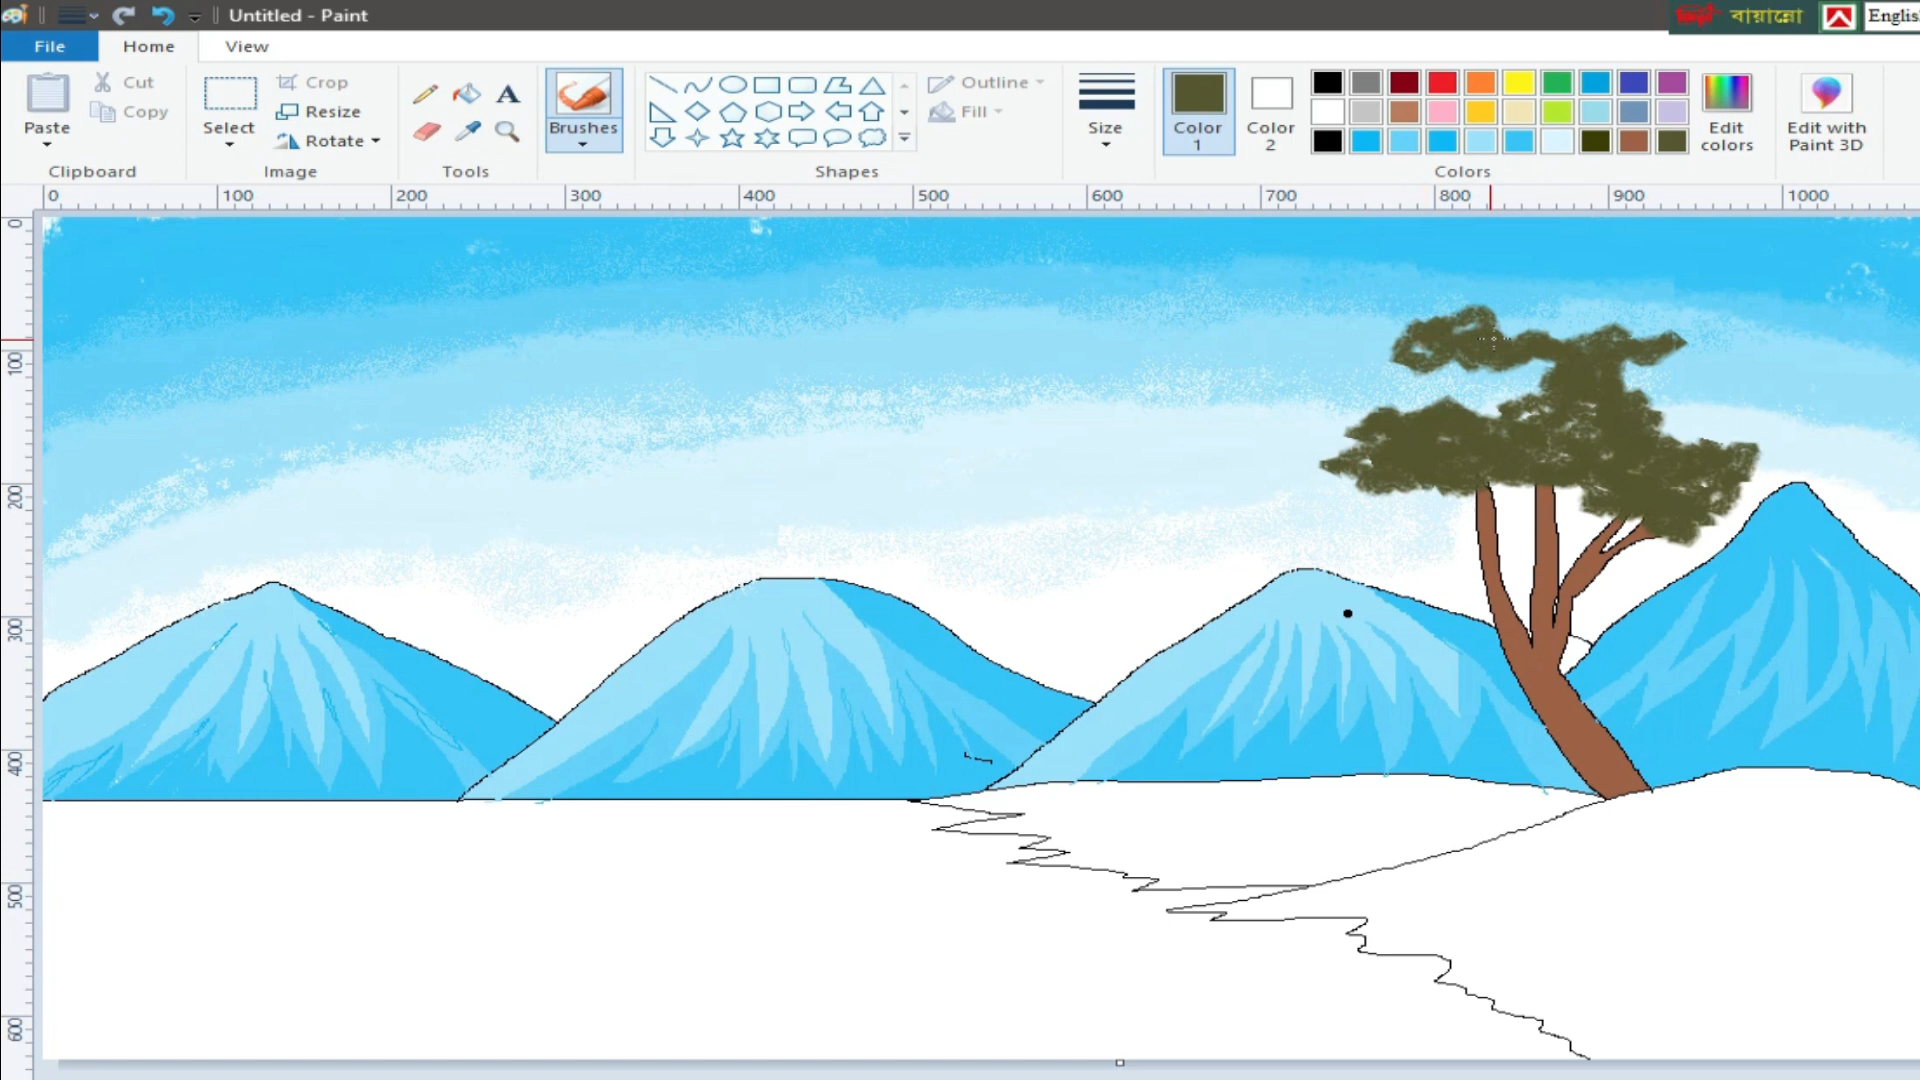 Untitled - Paint
বায়ান্নো
English
File
Home
View
Paste
Cut
Copy
Clipboard
Select
Crop
Resize
Rotate
Image
Tools
Brushes
Shapes
Outline
Fill
Size
Color 1
Color 2
Colors
Edit colors
Edit with Paint 3D
0 100 200 300 400 500 600 700 800 900 1000
0
100
200
300
400
500
600